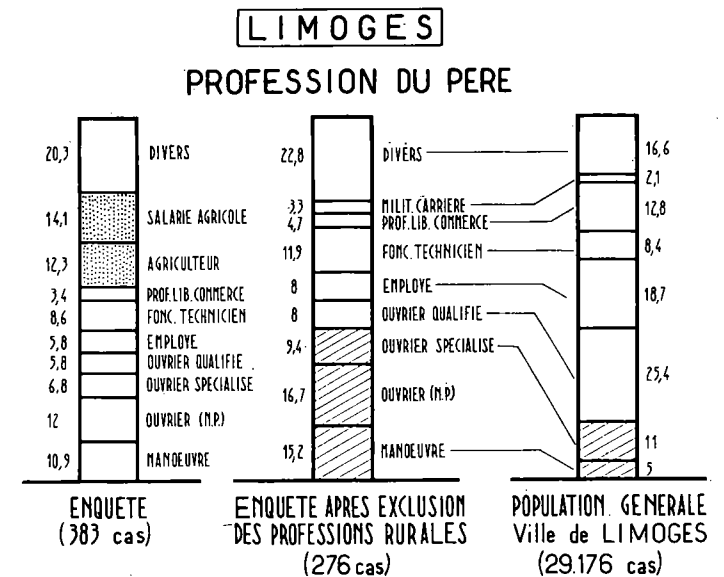 LIMOGES
PROFESSION DU PERE
20,3 DIVERS
14,1 SALARIE AGRICOLE
12,3 AGRICULTEUR
3,4 PROF.LIB.COMMERCE
8,6 FONC. TECHNICIEN
5,8 EMPLOYE
5,8 OUVRIER QUALIFIE
6,8 OUVRIER SPECIALISE
12 OUVRIER (N.P.)
10,9 MANOEUVRE
ENQUETE
(383 cas)
22,8 DIVERS
3,3 MILIT. CARRIERE
4,7 PROF. LIB. COMMERCE
11,9 FONC. TECHNICIEN
8 EMPLOYE
8 OUVRIER QUALIFIE
9,4 OUVRIER SPECIALISE
16,7 OUVRIER (N.P)
15,2 MANOEUVRE
ENQUETE APRES EXCLUSION
DES PROFESSIONS RURALES
(276 cas)
16,6
2,1
12,8
8,4
18,7
25,4
11
5
POPULATION GENERALE
Ville de LIMOGES
(29.176 cas)